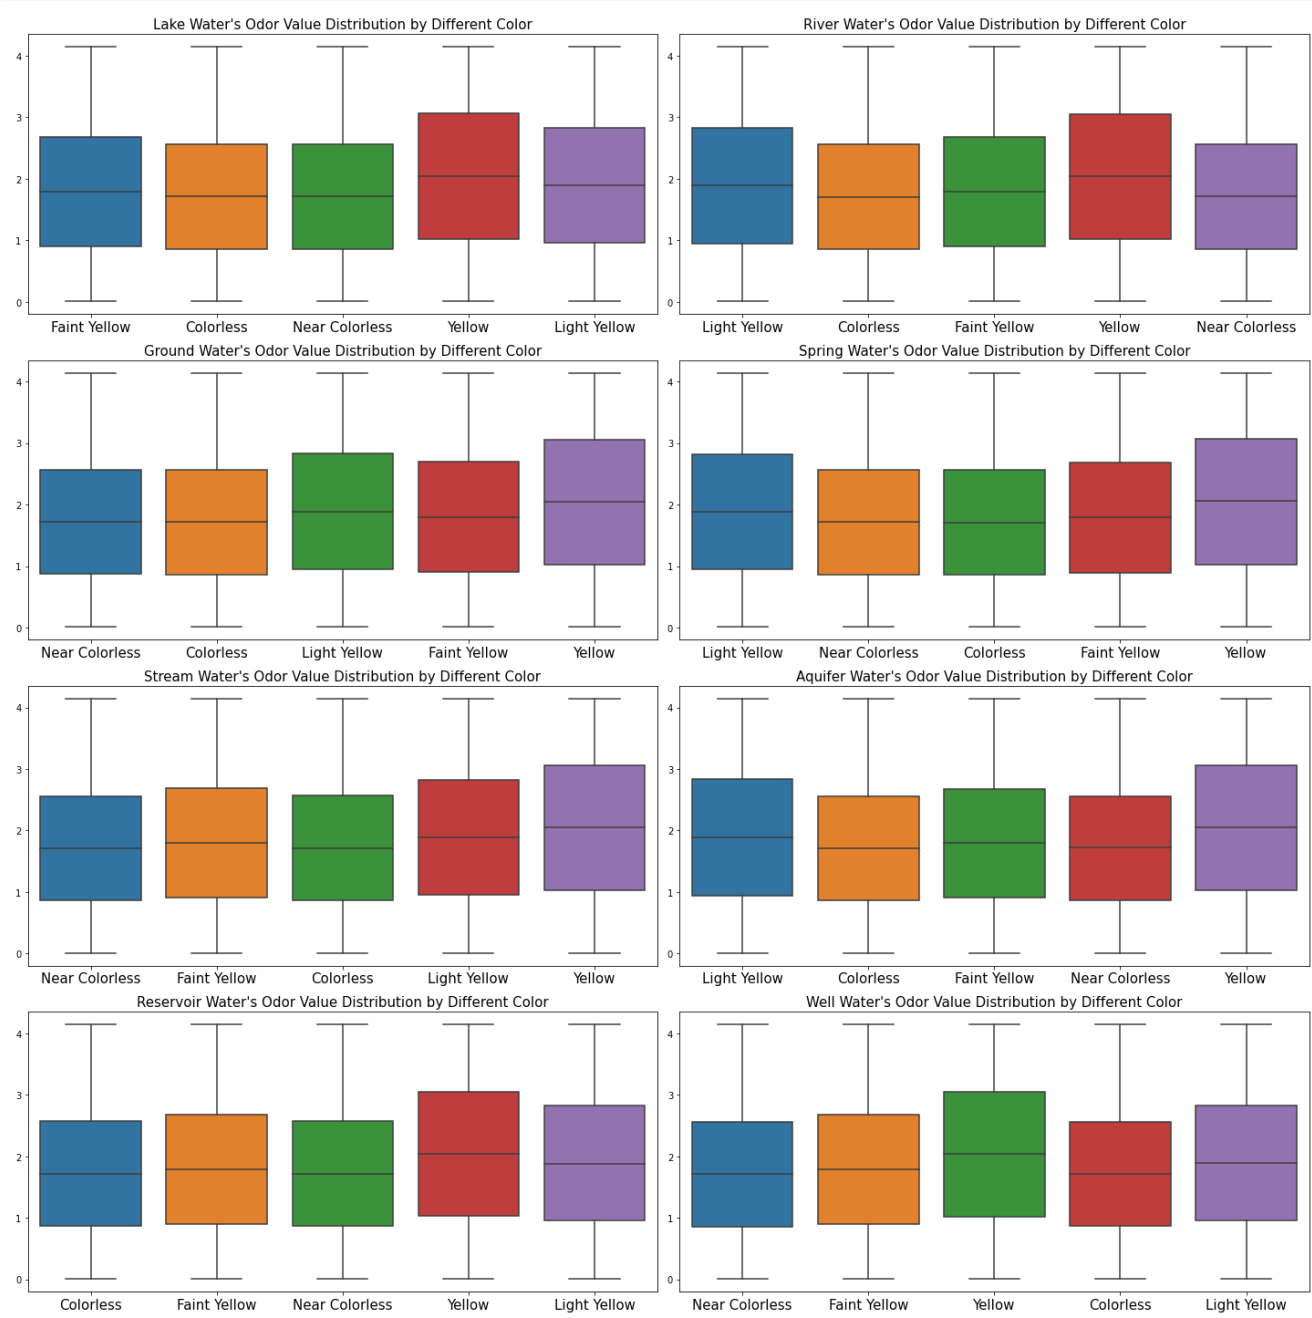 Lake Water's Odor Value Distribution by Different Color
4
3
2
1
0
Faint Yellow Colorless Near Colorless Yellow Light Yellow
River Water's Odor Value Distribution by Different Color
4
3
2
1
0
Light Yellow Colorless Faint Yellow Yellow Near Colorless
Ground Water's Odor Value Distribution by Different Color
4
3
2
1
0
Near Colorless Colorless Light Yellow Faint Yellow Yellow
Spring Water's Odor Value Distribution by Different Color
4
3
2
1
0
Light Yellow Near Colorless Colorless Faint Yellow Yellow
Stream Water's Odor Value Distribution by Different Color
4
3
2
1
0
Near Colorless Faint Yellow Colorless Light Yellow Yellow
Aquifer Water's Odor Value Distribution by Different Color
4
3
2
1
0
Light Yellow Colorless Faint Yellow Near Colorless Yellow
Reservoir Water's Odor Value Distribution by Different Color
4
3
2
1
0
Colorless Faint Yellow Near Colorless Yellow Light Yellow
Well Water's Odor Value Distribution by Different Color
4
3
2
1
0
Near Colorless Faint Yellow Yellow Colorless Light Yellow